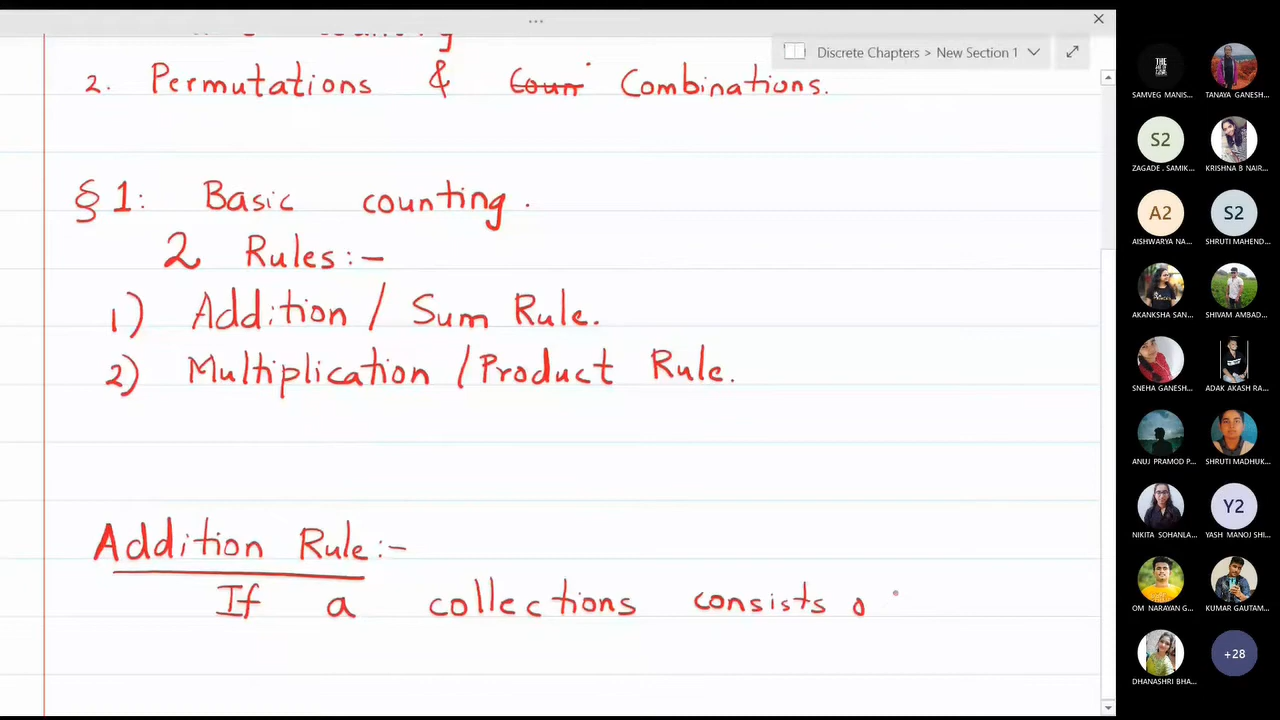 counting
2. Permutations & Coun Combinations.
Discrete Chapters > New Section 1
§ 1: Basic counting.
2 Rules:-
1) Addition / Sum Rule.
2) Multiplication / Product Rule.
Addition Rule:-
If a collections consists o
THE
SAMVEG MANIS...
TANAYA GANESH...
S2
ZAGADE . SAMIK...
KRISHNA B NAIR...
A2
AISHWARYA NA...
S2
SHRUTI MAHEND...
AKANKSHA SAN...
SHIVAM AMBAD...
SNEHA GANESH...
ADAK AKASH RA...
ANUJ PRAMOD P...
SHRUTI MADHUK...
NIKITA SOHANLA...
Y2
YASH MANOJ SHI...
OM NARAYAN G...
KUMAR GAUTAM...
DHANASHRI BHA...
+28